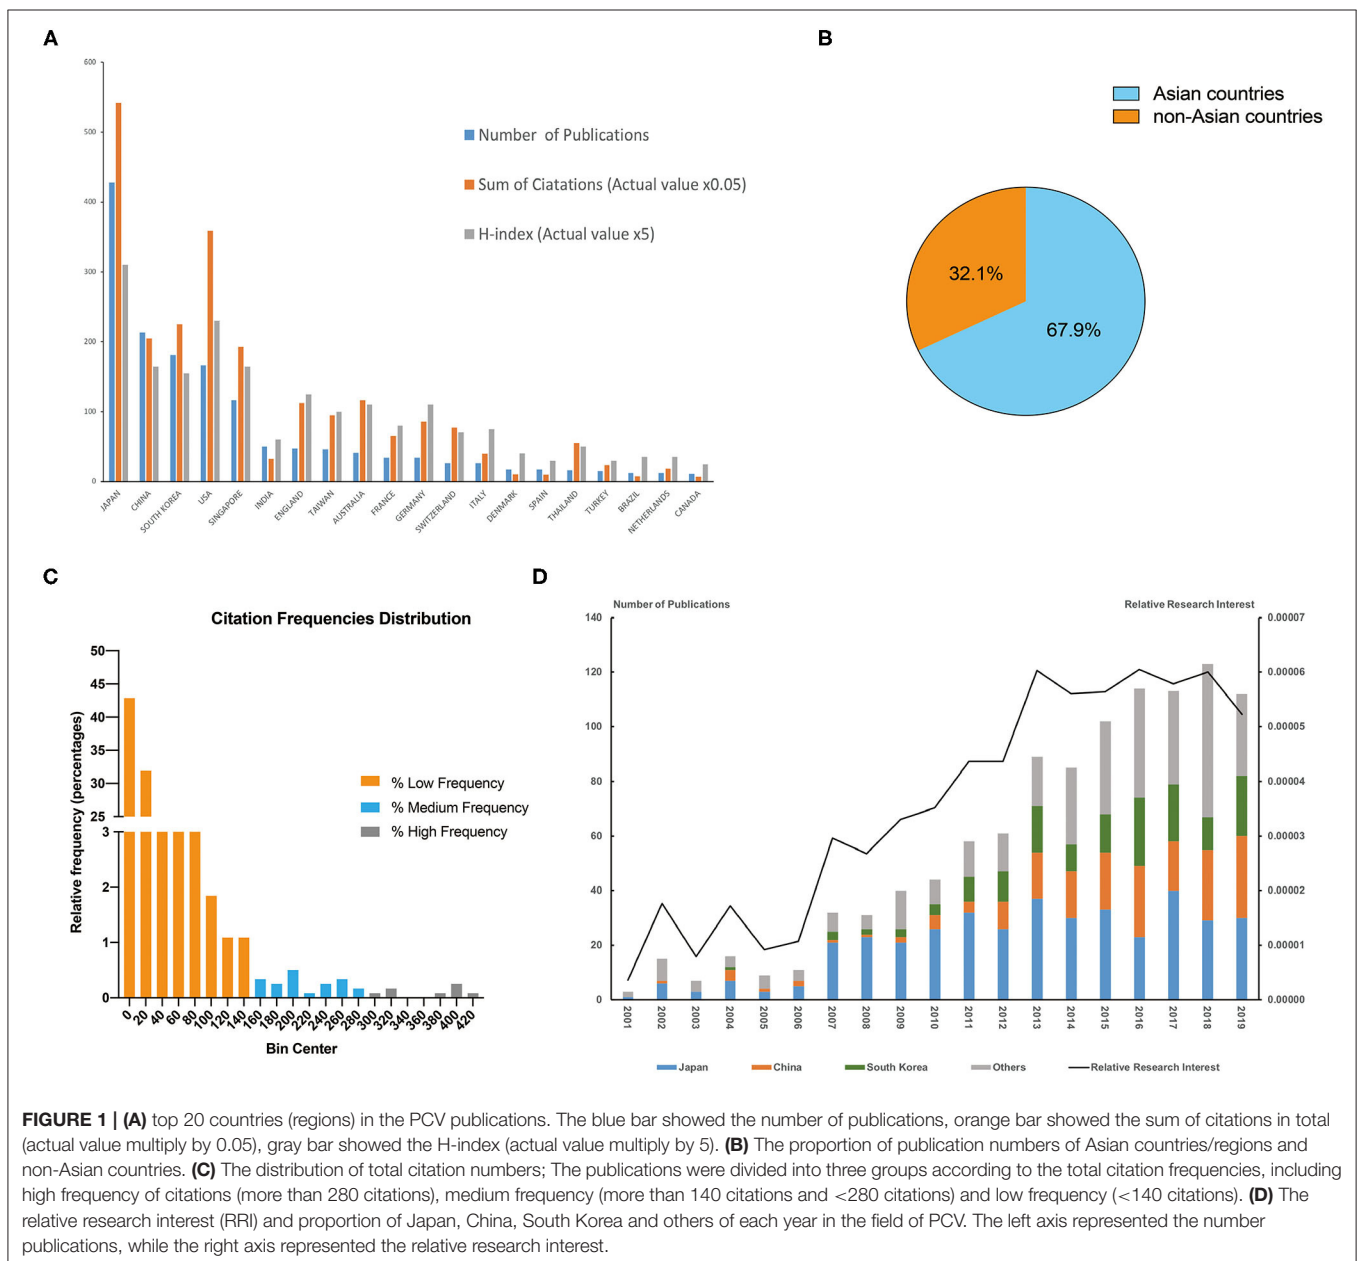 A
600
500
400
300
200
100
0
Number of Publications
Sum of Ciatations (Actual value x0.05)
H-index (Actual value x5)
JAPAN
CHINA
SOUTH KOREA
USA
SINGAPORE
INDIA
ENGLAND
TAIWAN
AUSTRALIA
FRANCE
GERMANY
SWITZERLAND
ITALY
DENMARK
SPAIN
THAILAND
TURKEY
BRAZIL
NETHERLANDS
CANADA
B
Asian countries
non-Asian countries
32.1%
67.9%
C
Citation Frequencies Distribution
Relative frequency (percentages)
50
45
40
35
30
25
3
2
1
0
% Low Frequency
% Medium Frequency
% High Frequency
0 20 40 60 80 100 120 140 160 180 200 220 240 260 280 300 320 340 360 380 400 420
Bin Center
D
Number of Publications
Relative Research Interest
140
120
100
80
60
40
20
0
0.00007
0.00006
0.00005
0.00004
0.00003
0.00002
0.00001
0.00000
2001 2002 2003 2004 2005 2006 2007 2008 2009 2010 2011 2012 2013 2014 2015 2016 2017 2018 2019
Japan China South Korea Others Relative Research Interest
FIGURE 1 | (A) top 20 countries (regions) in the PCV publications. The blue bar showed the number of publications, orange bar showed the sum of citations in total
(actual value multiply by 0.05), gray bar showed the H-index (actual value multiply by 5). (B) The proportion of publication numbers of Asian countries/regions and
non-Asian countries. (C) The distribution of total citation numbers; The publications were divided into three groups according to the total citation frequencies, including
high frequency of citations (more than 280 citations), medium frequency (more than 140 citations and <280 citations) and low frequency (<140 citations). (D) The
relative research interest (RRI) and proportion of Japan, China, South Korea and others of each year in the field of PCV. The left axis represented the number
publications, while the right axis represented the relative research interest.